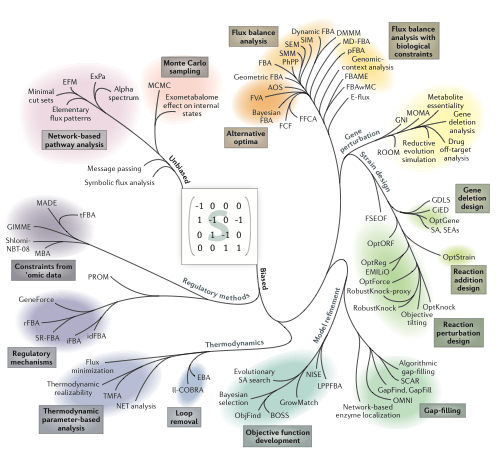 Flux balance
analysis
Dynamic FBA
DMMM
SIM
SEM
SMM
PhPP
FBA
Geometric FBA
AOS
FVA
Bayesian
FBA
FCF
FFCA
Alternative
optima
MD-FBA
pFBA
Genomic-
context analysis
FBAME
FBAwMC
E-flux
Flux balance
analysis with
biological
constraints
Monte Carlo
sampling
MCMC
Exometabalome
effect on internal
states
ExPa
EFM
Minimal
cut sets
Alpha
spectrum
Elementary
flux patterns
Network-based
pathway analysis
Message passing
Symbolic flux analysis
Unbiased
Gene
perturbation
Metabolite
essentiality
MOMA
GNI
Gene
deletion
analysis
ROOM
Reductive
evolution
simulation
Drug
off-target
analysis
Strain design
Gene
deletion
design
GDLS
CiED
OptGene
SA, SEAs
FSEOF
OptORF
OptStrain
Reaction
addition
design
OptReg
EMILiO
OptForce
RobustKnock-proxy
RobustKnock
OptKnock
Objective
tilting
Reaction
perturbation
design
S
-1 0 0 0
1 -1 0 -1
0 1 -1 0
0 0 1 1
Biased
MADE
tFBA
GIMME
Shlomi-
NBT-08
MBA
Constraints from
'omic data
PROM
Regulatory methods
GeneForce
rFBA
SR-FBA
iFBA
idFBA
Regulatory
mechanisms
Thermodynamics
Flux
minimization
Thermodynamic
realizability
TMFA
NET analysis
Thermodynamic
parameter-based
analysis
EBA
ll-COBRA
Loop
removal
Model refinement
Evolutionary
SA search
Bayesian
selection
ObjFind
BOSS
GrowMatch
NISE
LPPFBA
Objective function
development
Algorithmic
gap-filling
SCAR
GapFind, GapFill
OMNI
Network-based
enzyme localization
Gap-filling